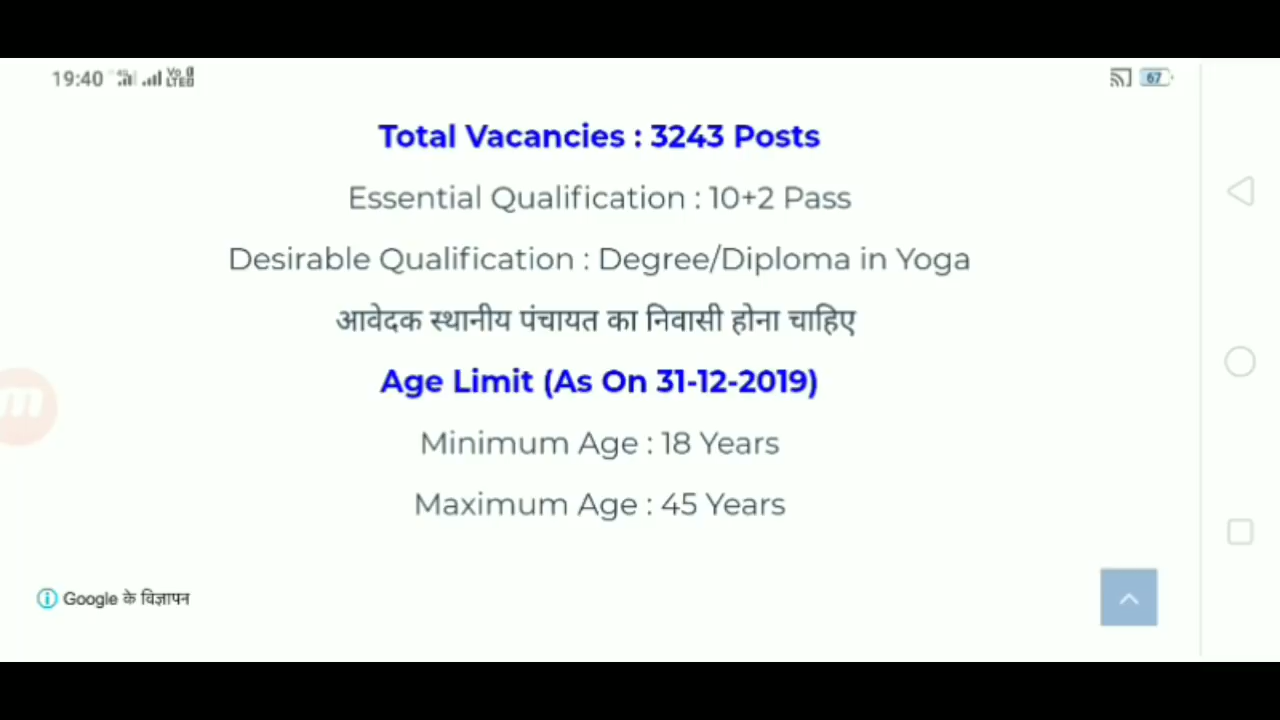 19:40
67
Total Vacancies : 3243 Posts
Essential Qualification : 10+2 Pass
Desirable Qualification : Degree/Diploma in Yoga
आवेदक स्थानीय पंचायत का निवासी होना चाहिए
Age Limit (As On 31-12-2019)
Minimum Age : 18 Years
Maximum Age : 45 Years
Google के विज्ञापन